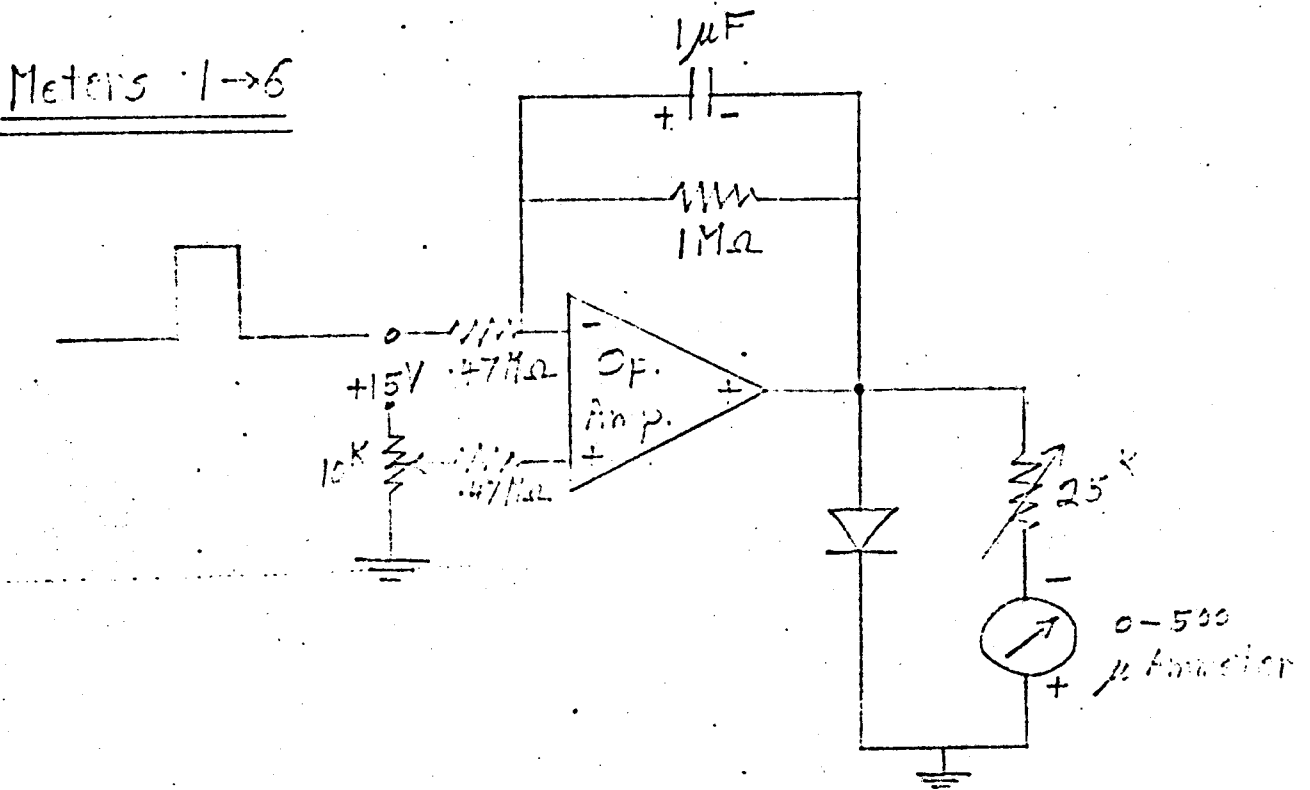 Meters 1→6
1μF
+ -
1MΩ
-
+15V
.47MΩ
Op.
Amp.
+
10K
+
.47MΩ
25K
-
0-500
μ Ammeter
+